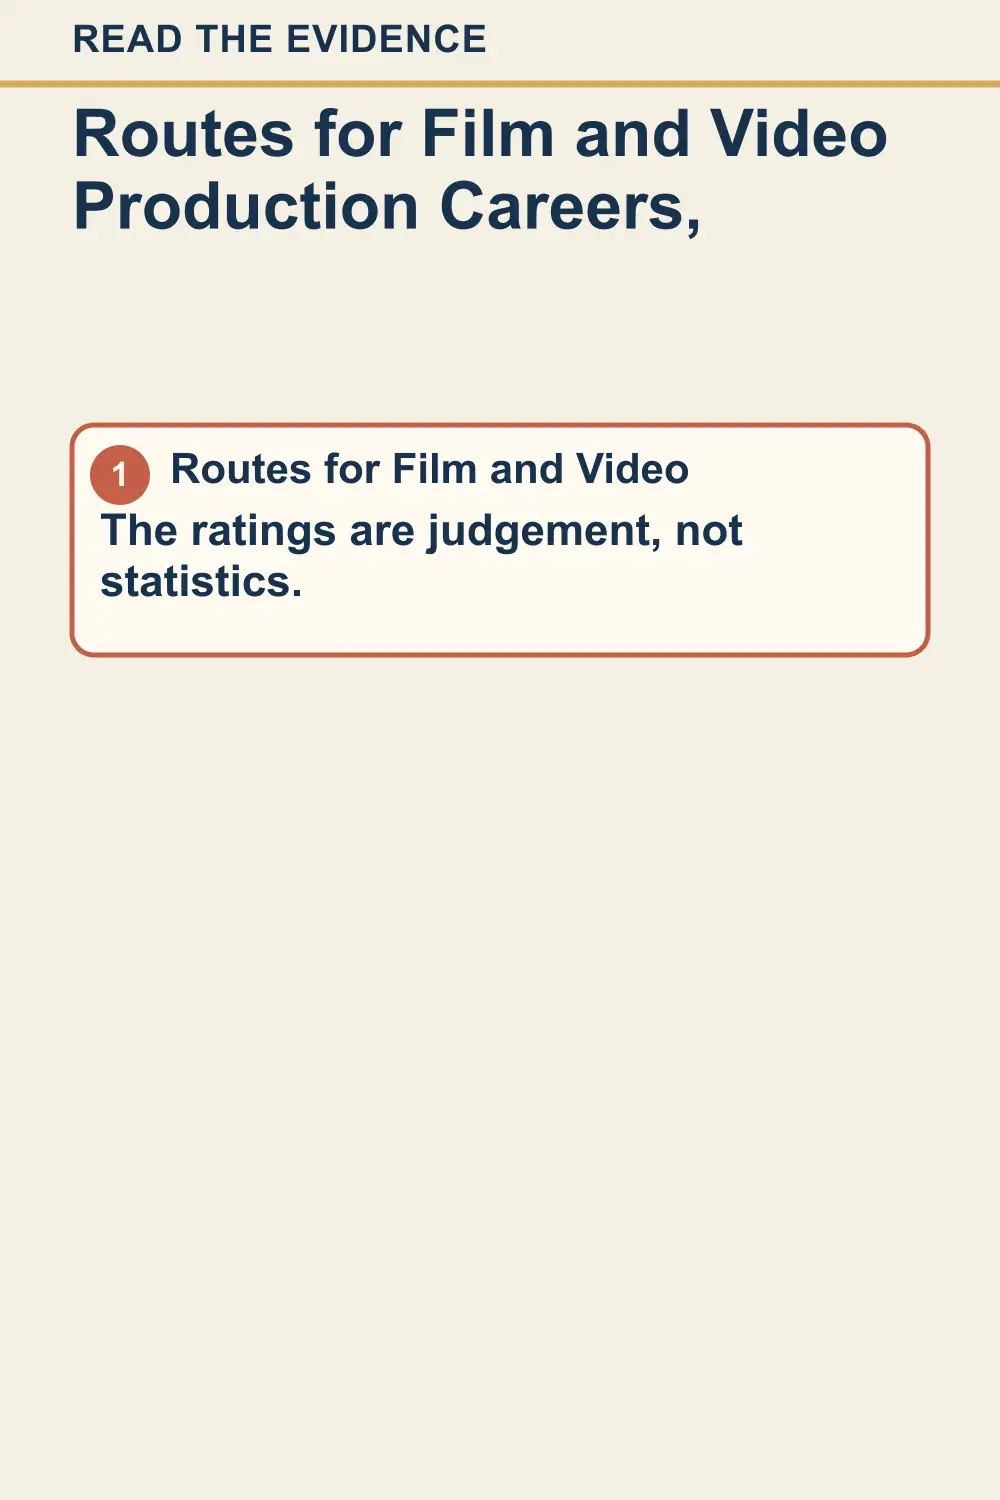 READ THE EVIDENCE
Routes for Film and Video
Production Careers,
1 Routes for Film and Video
The ratings are judgement, not
statistics.